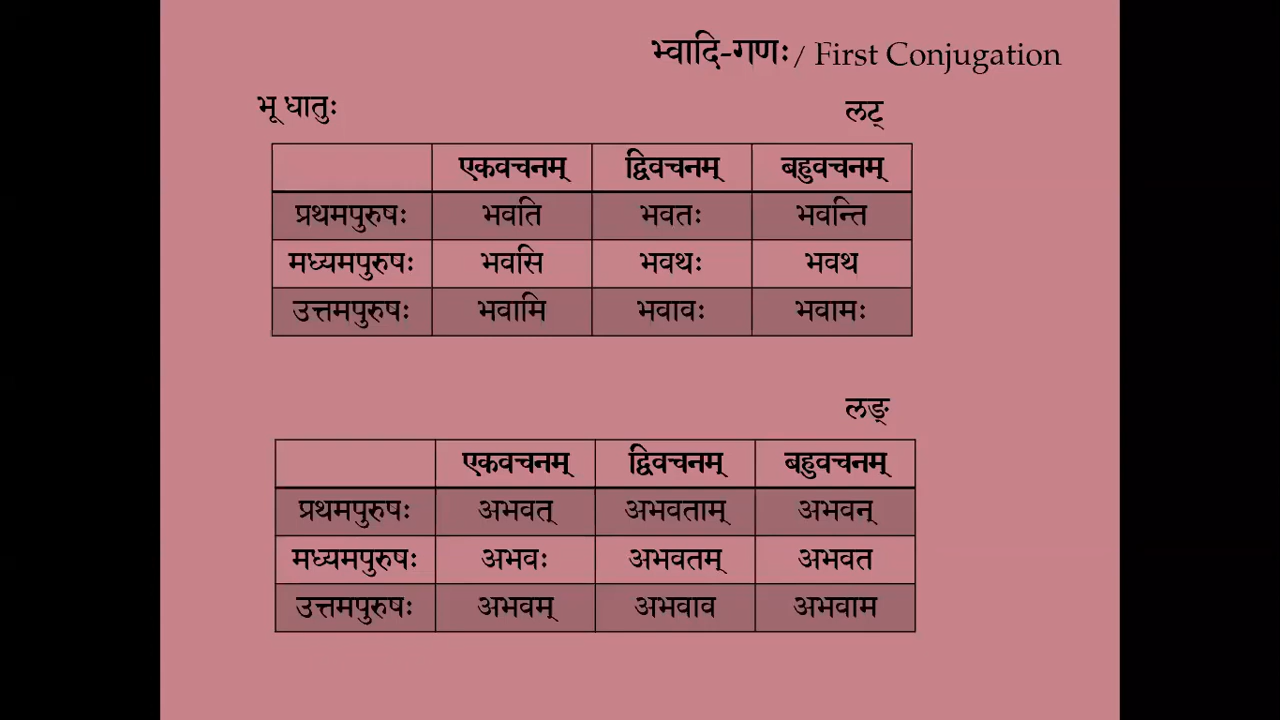 भ्वादि-गणः / First Conjugation
भू धातुः लट्
एकवचनम् द्विवचनम् बहुवचनम्
प्रथमपुरुषः भवति भवतः भवन्ति
मध्यमपुरुषः भवसि भवथः भवथ
उत्तमपुरुषः भवामि भवावः भवामः
लङ्
एकवचनम् द्विवचनम् बहुवचनम्
प्रथमपुरुषः अभवत् अभवताम् अभवन्
मध्यमपुरुषः अभवः अभवतम् अभवत
उत्तमपुरुषः अभवम् अभवाव अभवाम